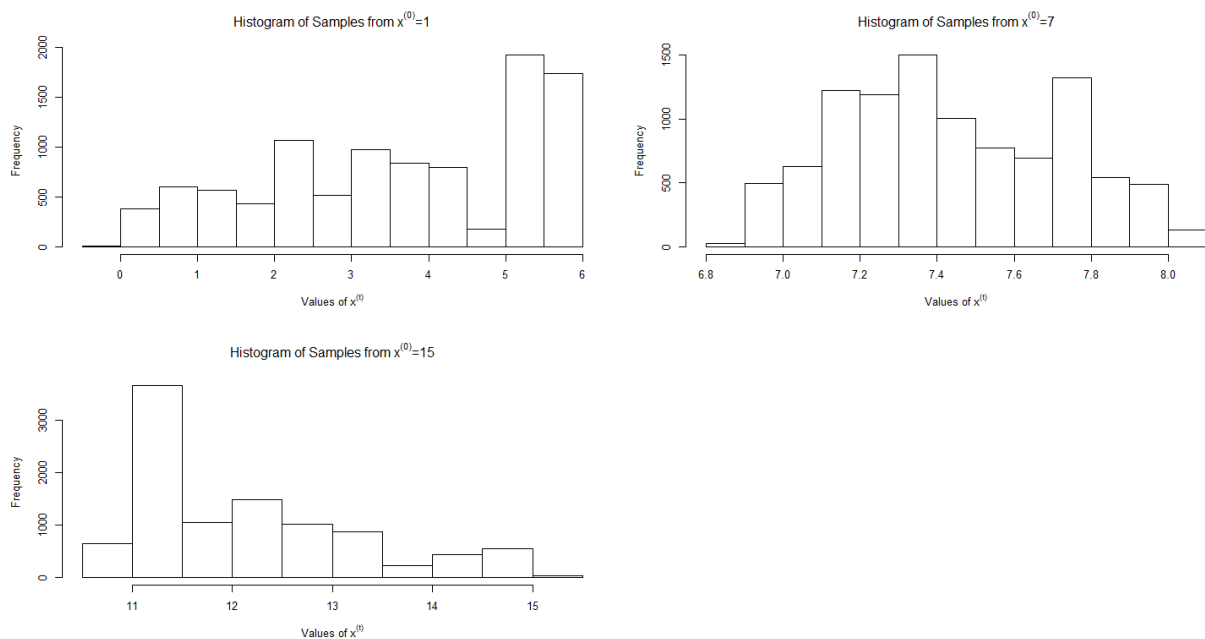 Histogram of Samples from x^(0)=1
Frequency
2000
1500
1000
500
0
0 1 2 3 4 5 6
Values of x^(t)
Histogram of Samples from x^(0)=7
Frequency
1500
1000
500
0
6.8 7.0 7.2 7.4 7.6 7.8 8.0
Values of x^(t)
Histogram of Samples from x^(0)=15
Frequency
3000
2000
1000
0
11 12 13 14 15
Values of x^(t)